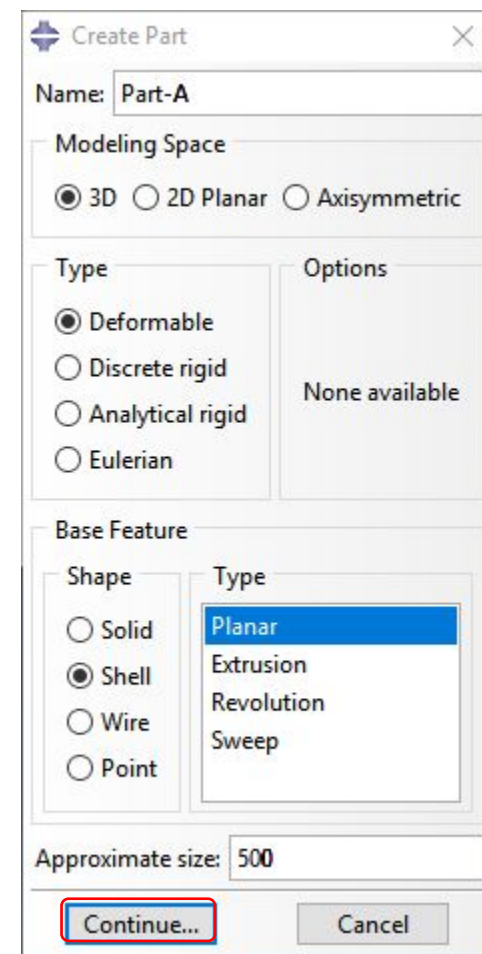 Create Part
Name: Part-A
Modeling Space
3D 2D Planar Axisymmetric
Type
Deformable
Discrete rigid
Analytical rigid
Eulerian
Options
None available
Base Feature
Shape
Solid
Shell
Wire
Point
Type
Planar
Extrusion
Revolution
Sweep
Approximate size: 500
Continue... Cancel